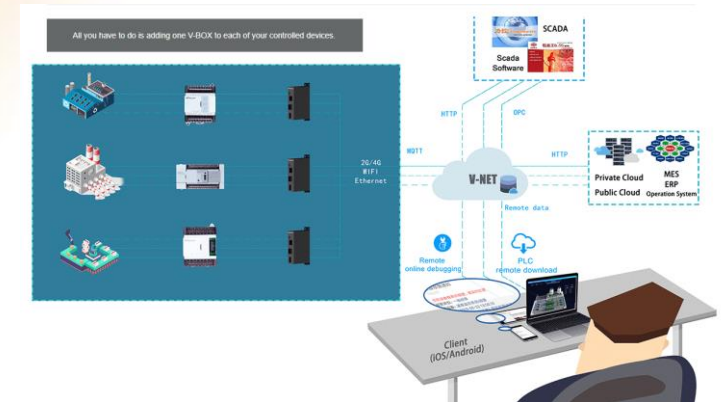 All you have to do is adding one V-BOX to each of your controlled devices.
SCADA
Scada
Software
HTTP
OPC
MQTT
HTTP
2G/4G
WIFI
Ethernet
V-NET
Private Cloud
Public Cloud
MES
ERP
Operation System
Remote data
Remote
online debugging
PLC
remote download
Client
(iOS/Android)